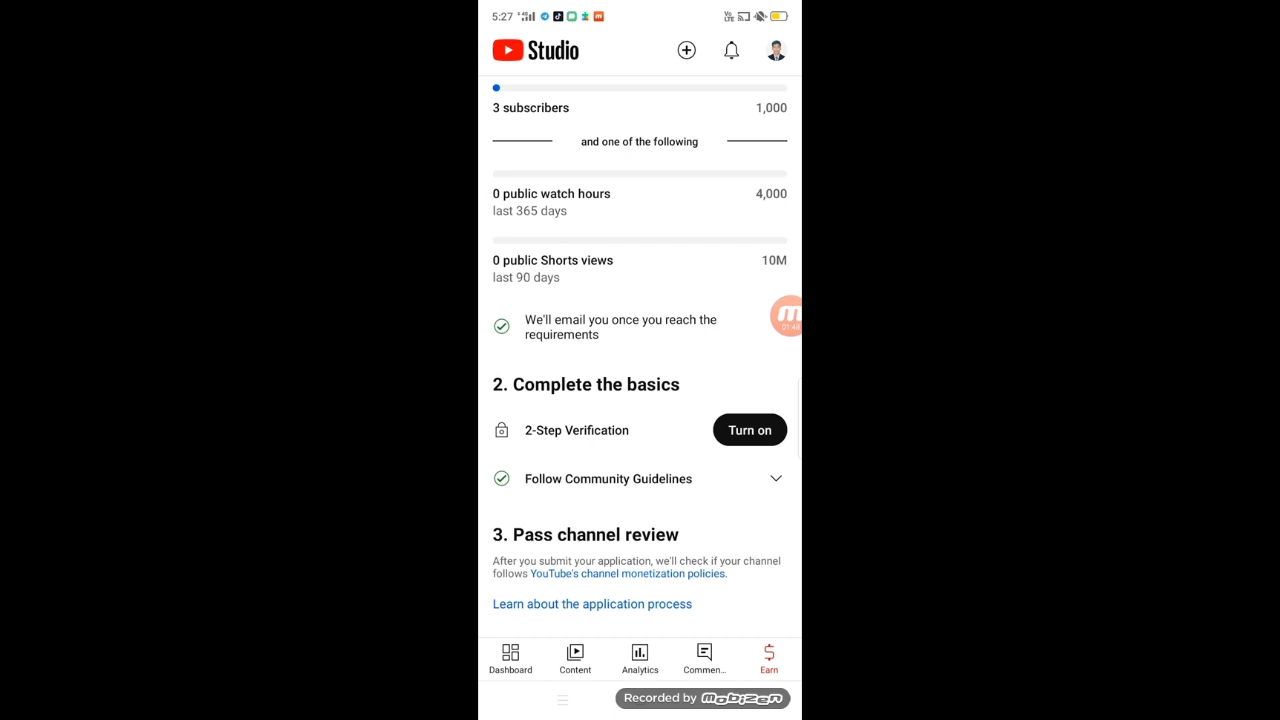 5:27
Studio
3 subscribers 1,000
and one of the following
0 public watch hours 4,000
last 365 days
0 public Shorts views 10M
last 90 days
We'll email you once you reach the
requirements
01:43
2. Complete the basics
2-Step Verification Turn on
Follow Community Guidelines
3. Pass channel review
After you submit your application, we'll check if your channel
follows YouTube's channel monetization policies.
Learn about the application process
Dashboard Content Analytics Commen... Earn
Recorded by mobizen